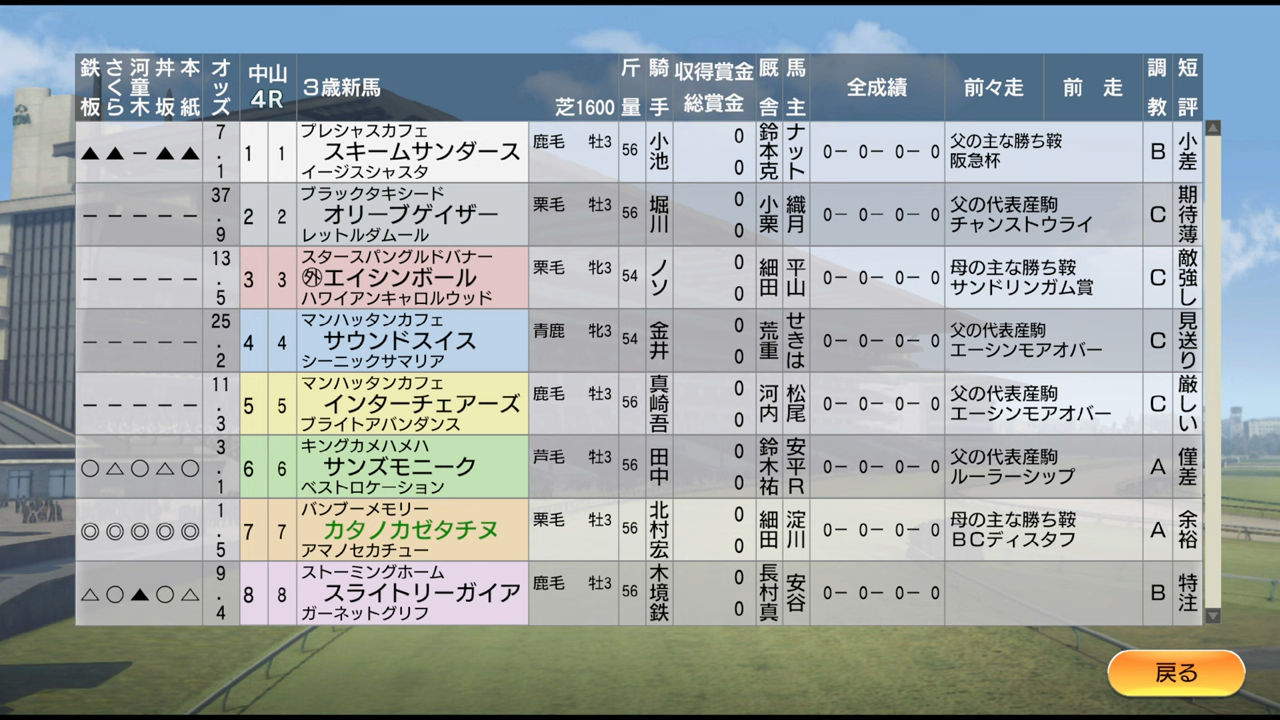 鉄板 さくら 河童木 丼坂 本紙 オッズ 中山4R 3歳新馬 芝1600 斤量 騎手 収得賞金 総賞金 厩舎 馬主 全成績 前々走 前走 調教 短評
▲ ▲ － ▲ ▲ 7.1 1 1 プレシャスカフェ
スキームサンダース 鹿毛 牡3 56 小池 0 0 鈴木克 ナット 0－ 0－ 0－ 0 父の主な勝ち鞍 阪急杯 B 小差
イージスシャスタ
－ － － － － 37.9 2 2 ブラックタキシード
オリーブゲイザー 栗毛 牡3 56 堀川 0 0 小栗 織月 0－ 0－ 0－ 0 父の代表産駒 チャンストウライ C 期待薄
レットルダムール
－ － － － － 13.5 3 3 スタースパングルドバナー
㊕エイシンボール 栗毛 牝3 54 ノソ 0 0 細田 平山 0－ 0－ 0－ 0 母の主な勝ち鞍 サンドリンガム賞 C 敵強し
ハワイアンキャロルウッド
－ － － － － 25.2 4 4 マンハッタンカフェ
サウンドスイス 青鹿 牝3 54 金井 0 0 荒重 せきは 0－ 0－ 0－ 0 父の代表産駒 エーシンモアオバー C 見送り
シーニックサマリア
－ － － － － 11.3 5 5 マンハッタンカフェ
インターチェアーズ 鹿毛 牡3 56 真崎吾 0 0 河内 松尾 0－ 0－ 0－ 0 父の代表産駒 エーシンモアオバー C 厳しい
ブライトアバンダンス
○ △ ○ △ ○ 3.1 6 6 キングカメハメハ
サンズモニーク 芦毛 牡3 56 田中 0 0 鈴木祐 安平R 0－ 0－ 0－ 0 父の代表産駒 ルーラーシップ A 僅差
ベストロケーション
◎ ◎ ◎ ◎ ◎ 1.5 7 7 バンブーメモリー
カタノカゼタチヌ 栗毛 牡3 56 北村宏 0 0 細田 淀川 0－ 0－ 0－ 0 母の主な勝ち鞍 BCディスタフ A 余裕
アマノセカチュー
△ ○ ▲ ○ △ 9.4 8 8 ストーミングホーム
スライトリーガイア 鹿毛 牡3 56 木境鉄 0 0 長村真 安谷 0－ 0－ 0－ 0 B 特注
ガーネットグリフ
戻る